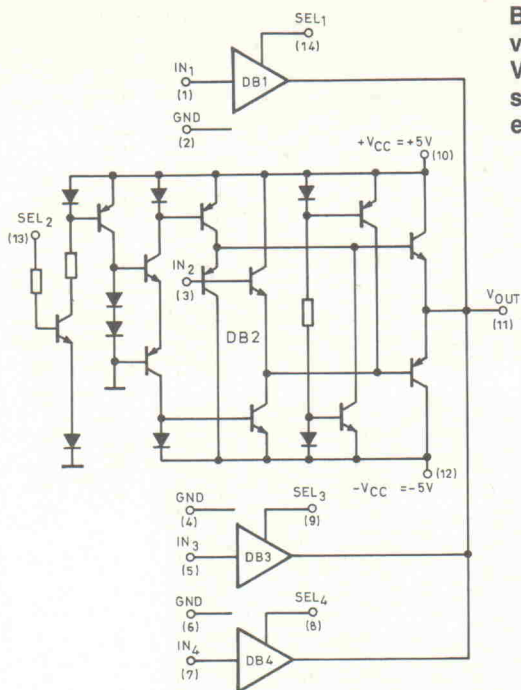 SEL1
(14)
IN1
(1)
DB1
GND
(2)
+VCC = +5V
(10)
SEL2
(13)
IN2
(3)
DB2
VOUT
(11)
(12)
-VCC = -5V
GND
(4)
SEL3
(9)
IN3
(5)
DB3
GND
(6)
SEL4
(8)
IN4
(7)
DB4